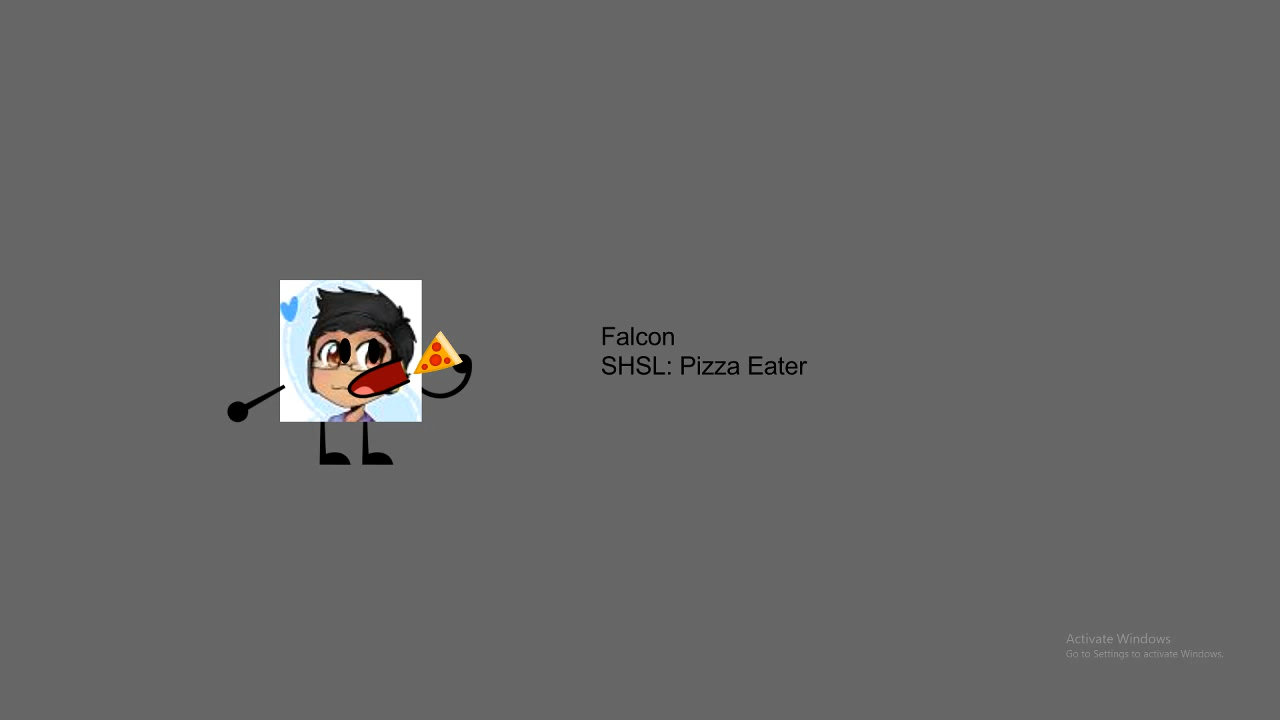 Falcon
SHSL: Pizza Eater
Activate Windows
Go to Settings to activate Windows.